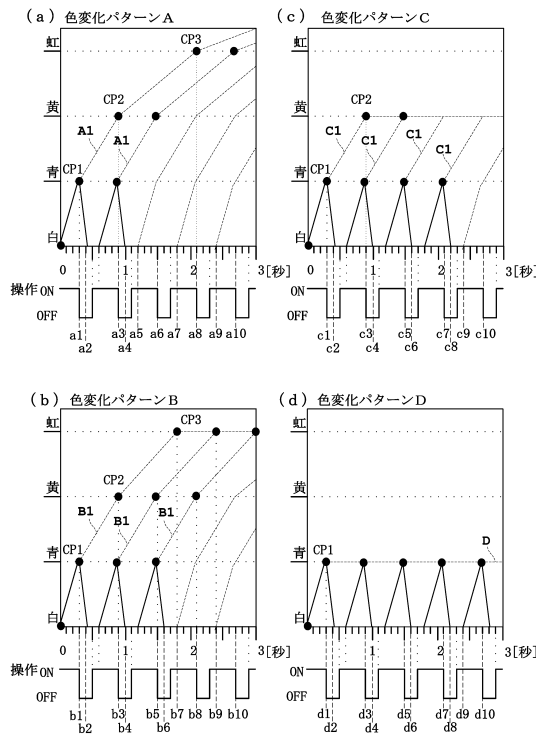 (a) 色変化パターンA
虹
黄
青
白
CP3
CP2
A1
A1
CP1
0 1 2 3[秒]
操作 ON
OFF
a1 a3 a5 a6 a7 a8 a9 a10
a2 a4
(c) 色変化パターンC
虹
黄
青
白
CP2
C1
C1
C1
C1
CP1
0 1 2 3[秒]
ON
OFF
c1 c3 c5 c7 c9 c10
c2 c4 c6 c8
(b) 色変化パターンB
虹
黄
青
白
CP3
CP2
B1
B1
B1
CP1
0 1 2 3[秒]
操作 ON
OFF
b1 b3 b5 b7 b8 b9 b10
b2 b4 b6
(d) 色変化パターンD
虹
黄
青
白
CP1
D
0 1 2 3[秒]
ON
OFF
d1 d3 d5 d7 d9 d10
d2 d4 d6 d8